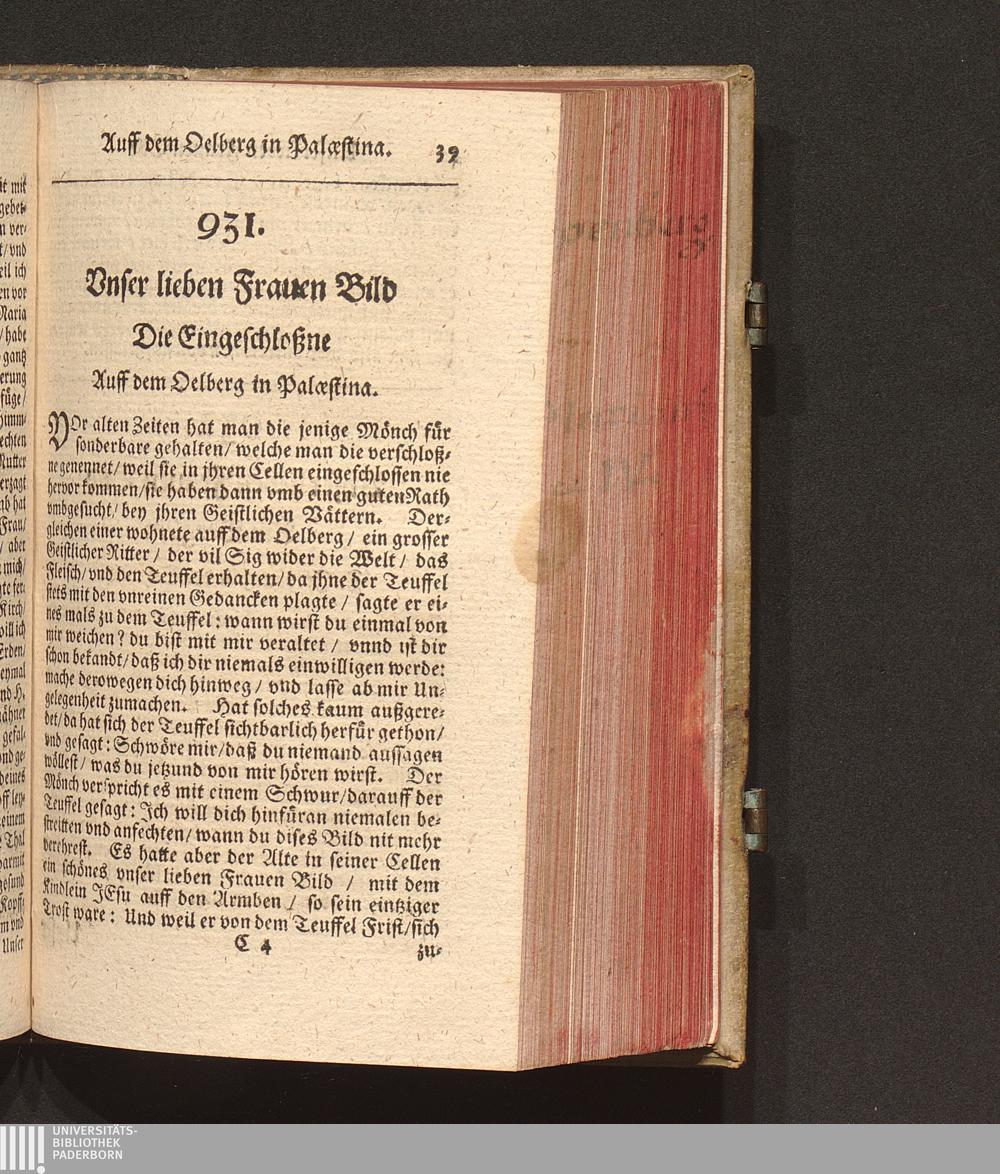 Auff dem Oelberg in Palæstina. 39
931.
Vnser lieben Frauen Bild
Die Eingeschloßne
Auff dem Oelberg in Palæstina.
VOr alten Zeiten hat man die jenige Mönch für
sonderbare gehalten/ welche man die verschloß-
ne genennet/ weil sie in jhren Cellen eingeschlossen nie
hervor kommen/ sie haben dann vmb einen guten Rath
vmbgesucht/ bey jhren Geistlichen Vättern. Der-
gleichen einer wohnete auff dem Oelberg/ ein grosser
Geistlicher Ritter/ der vil Sig wider die Welt/ das
Fleisch/ vnd den Teuffel erhalten/ da jhne der Teuffel
stets mit den vnreinen Gedancken plagte/ sagte er ei-
nes mals zu dem Teuffel: wann wirst du einmal von
mir weichen? du bist mit mir veraltet/ vnnd ist dir
schon bekandt/ daß ich dir niemals einwilligen werde:
mache derowegen dich hinweg/ vnd lasse ab mir Un-
gelegenheit zumachen. Hat solches kaum außgere-
det/ da hat sich der Teuffel sichtbarlich herfür gethon/
vnd gesagt: Schwöre mir/ daß du niemand aussagen
wöllest/ was du jetzund von mir hören wirst. Der
Mönch verspricht es mit einem Schwur/ darauff der
Teuffel gesagt: Ich will dich hinfüran niemalen be-
streitten vnd anfechten/ wann du dises Bild nit mehr
verehrest. Es hatte aber der Alte in seiner Cellen
ein schönes vnser lieben Frauen Bild / mit dem
Kindlein JEsu auff den Armben / so sein eintziger
Trost ware: Und weil er von dem Teuffel Frist/ sich
C 4 zu-
UNIVERSITÄTS-
BIBLIOTHEK
PADERBORN